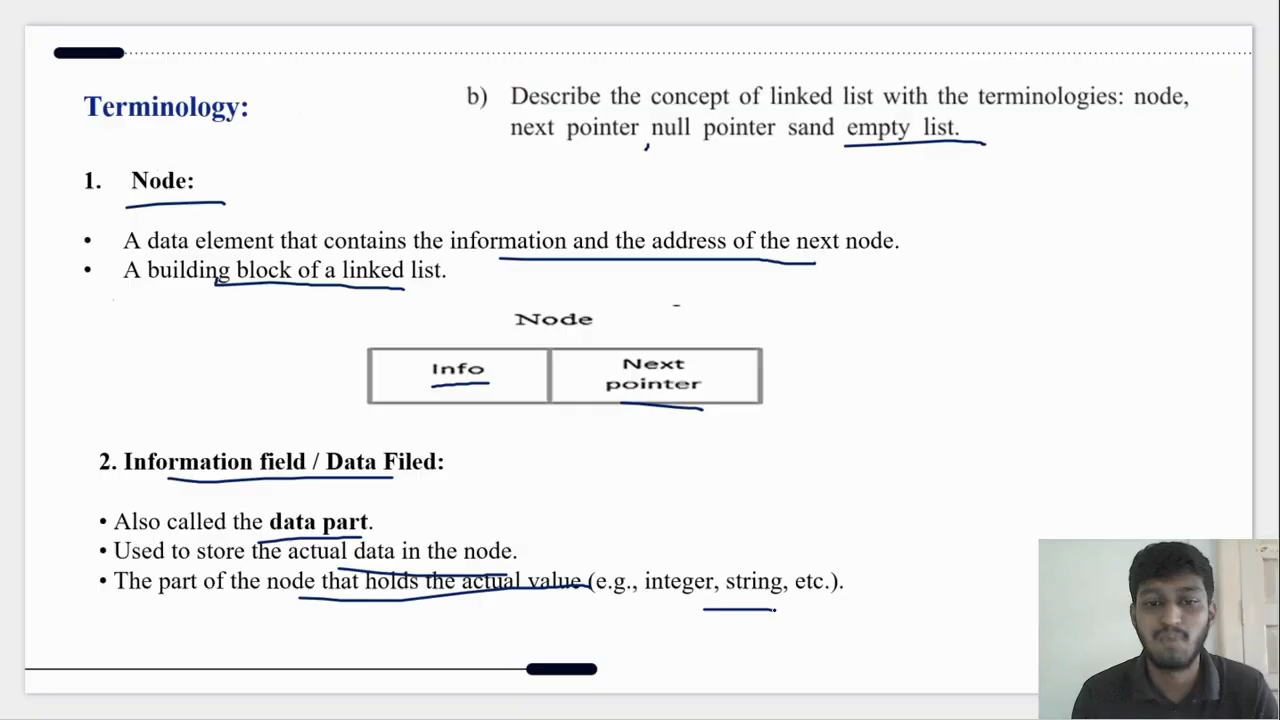 Terminology:
b) Describe the concept of linked list with the terminologies: node,
next pointer null pointer sand empty list.
1. Node:
• A data element that contains the information and the address of the next node.
• A building block of a linked list.
Node
Info
Next
pointer
2. Information field / Data Filed:
• Also called the data part.
• Used to store the actual data in the node.
• The part of the node that holds the actual value (e.g., integer, string, etc.).